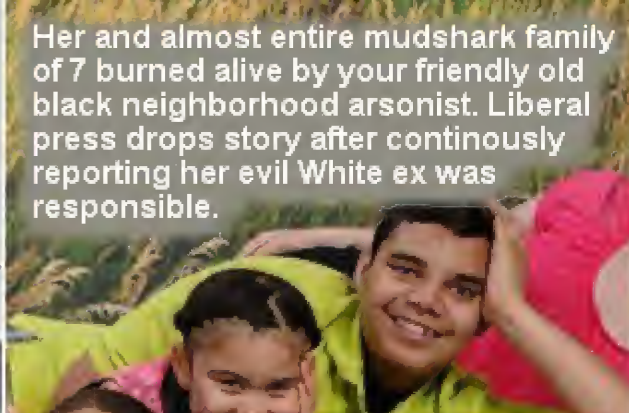 Her and almost entire mudshark family
of 7 burned alive by your friendly old
black neighborhood arsonist. Liberal
press drops story after continously
reporting her evil White ex was
responsible.